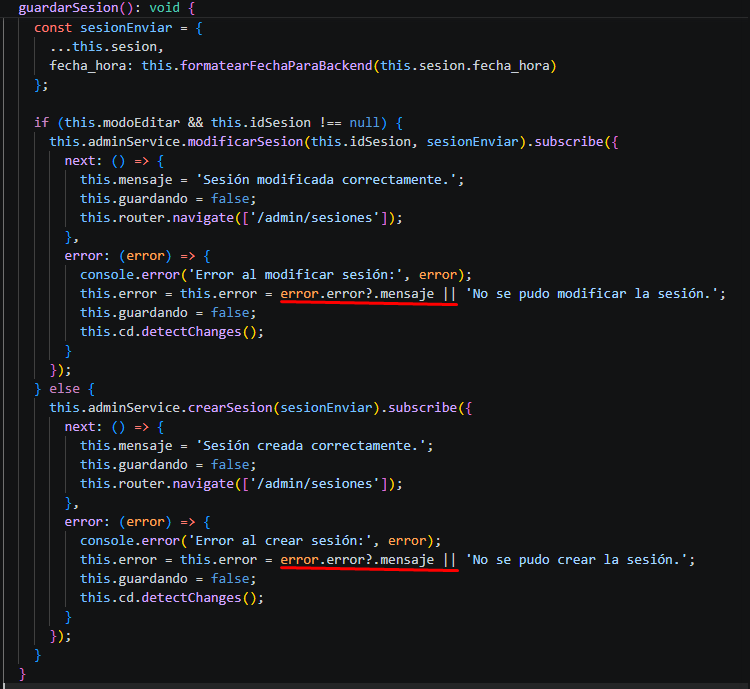 guardarSesion(): void {
const sesionEnviar = {
...this.sesion,
fecha_hora: this.formatearFechaParaBackend(this.sesion.fecha_hora)
};
if (this.modoEditar && this.idSesion !== null) {
this.adminService.modificarSesion(this.idSesion, sesionEnviar).subscribe({
next: () => {
this.mensaje = 'Sesión modificada correctamente.';
this.guardando = false;
this.router.navigate(['/admin/sesiones']);
},
error: (error) => {
console.error('Error al modificar sesión:', error);
this.error = this.error = error.error?.mensaje || 'No se pudo modificar la sesión.';
this.guardando = false;
this.cd.detectChanges();
}
});
} else {
this.adminService.crearSesion(sesionEnviar).subscribe({
next: () => {
this.mensaje = 'Sesión creada correctamente.';
this.guardando = false;
this.router.navigate(['/admin/sesiones']);
},
error: (error) => {
console.error('Error al crear sesión:', error);
this.error = this.error = error.error?.mensaje || 'No se pudo crear la sesión.';
this.guardando = false;
this.cd.detectChanges();
}
});
}
}